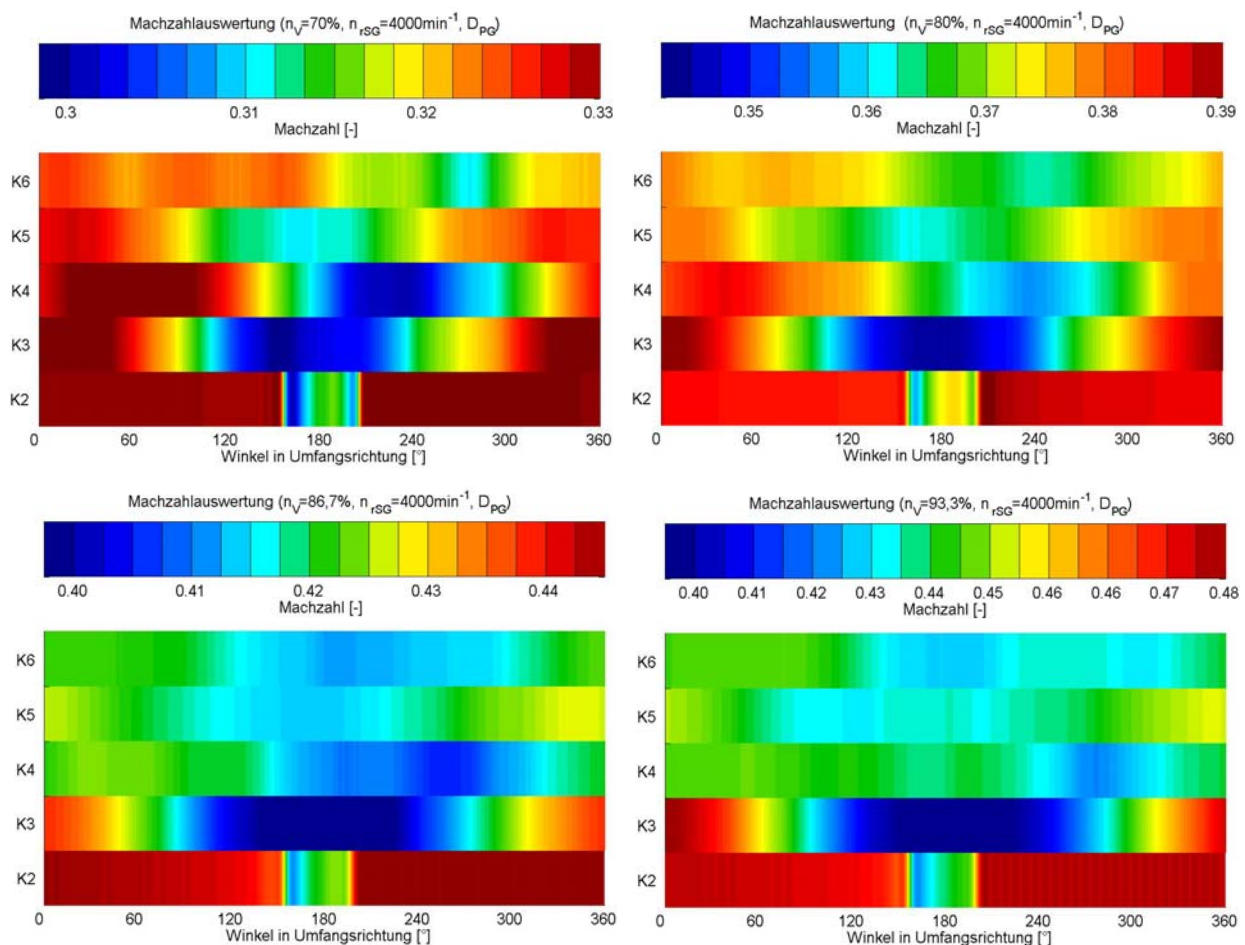 Machzahlauswertung (nV=70%, nrSG=4000min-1, DPG)
0.3 0.31 0.32 0.33
Machzahl [-]
K6
K5
K4
K3
K2
0 60 120 180 240 300 360
Winkel in Umfangsrichtung [°]
Machzahlauswertung (nV=80%, nrSG=4000min-1, DPG)
0.35 0.36 0.37 0.38 0.39
Machzahl [-]
K6
K5
K4
K3
K2
0 60 120 180 240 300 360
Winkel in Umfangsrichtung [°]
Machzahlauswertung (nV=86,7%, nrSG=4000min-1, DPG)
0.40 0.41 0.42 0.43 0.44
Machzahl [-]
K6
K5
K4
K3
K2
0 60 120 180 240 300 360
Winkel in Umfangsrichtung [°]
Machzahlauswertung (nV=93,3%, nrSG=4000min-1, DPG)
0.40 0.41 0.42 0.43 0.44 0.45 0.46 0.46 0.47 0.48
Machzahl [-]
K6
K5
K4
K3
K2
0 60 120 180 240 300 360
Winkel in Umfangsrichtung [°]